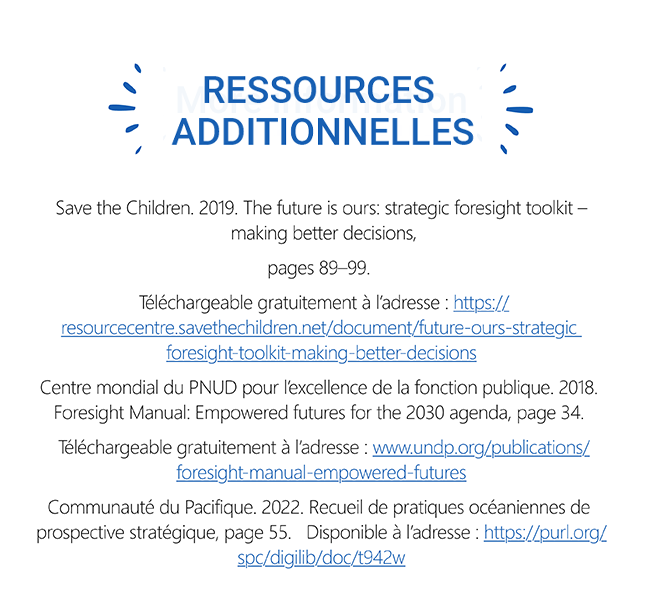 RESSOURCES
ADDITIONNELLES
More information
Save the Children. 2019. The future is ours: strategic foresight toolkit –
making better decisions,
pages 89–99.
Téléchargeable gratuitement à l’adresse : https://
resourcecentre.savethechildren.net/document/future-ours-strategic
foresight-toolkit-making-better-decisions
Centre mondial du PNUD pour l’excellence de la fonction publique. 2018.
Foresight Manual: Empowered futures for the 2030 agenda, page 34.
Téléchargeable gratuitement à l’adresse : www.undp.org/publications/
foresight-manual-empowered-futures
Communauté du Pacifique. 2022. Recueil de pratiques océaniennes de
prospective stratégique, page 55. Disponible à l’adresse : https://purl.org/
spc/digilib/doc/t942w